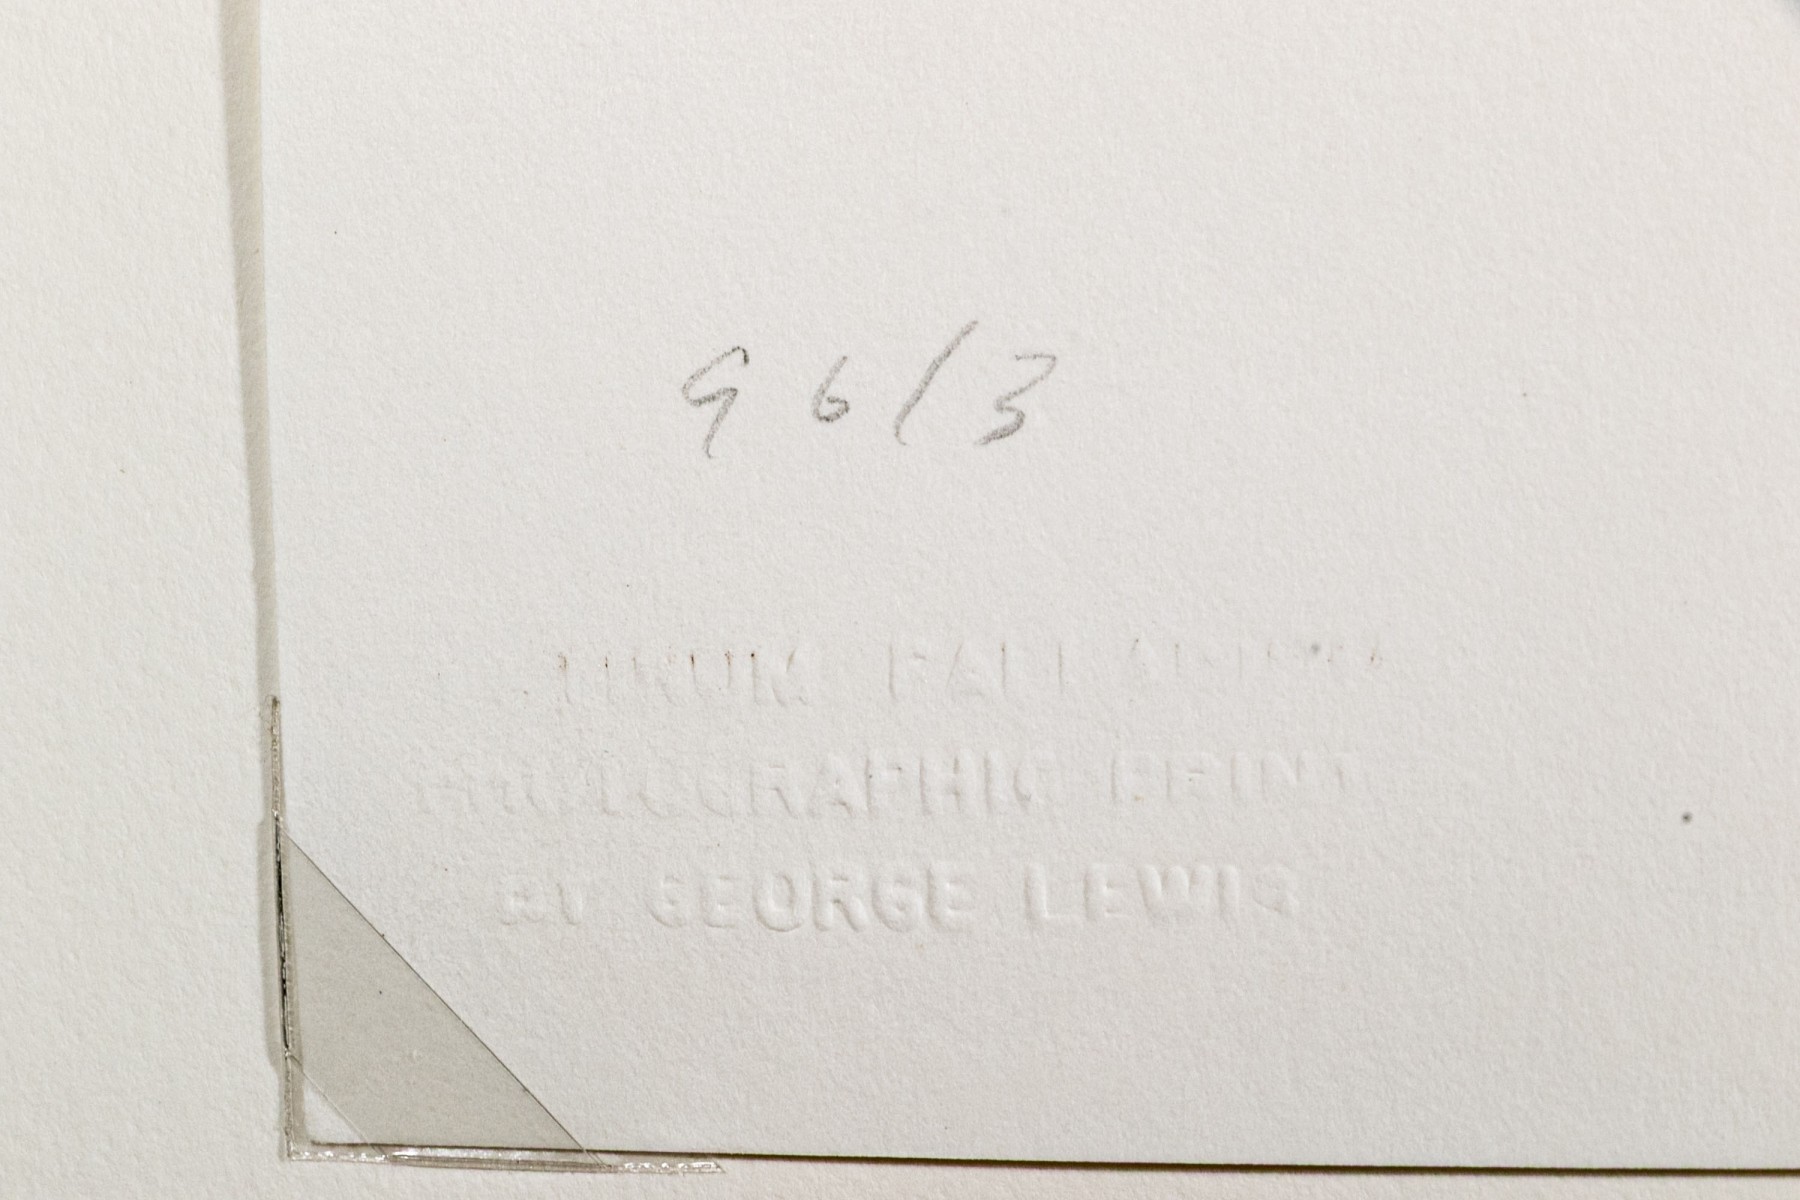 96/3
PHOTOGRAPHIC PRINT
BY GEORGE LEWIS